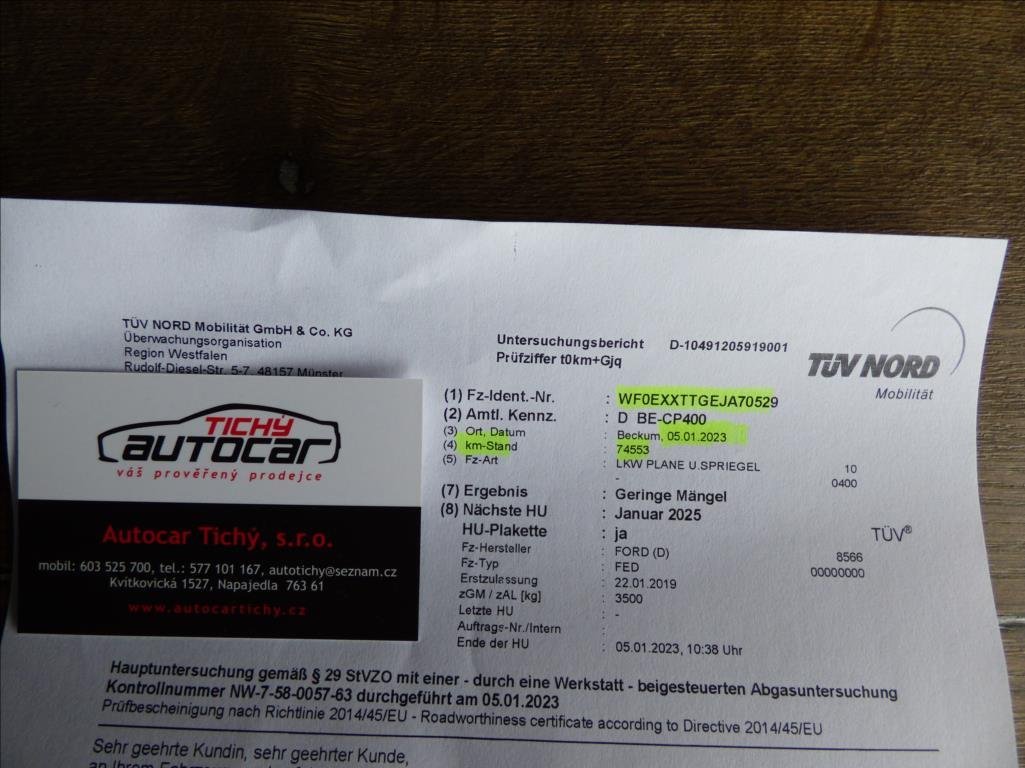 TÜV NORD Mobilität GmbH & Co. KG
Überwachungsorganisation
Region Westfalen
Rudolf-Diesel-Str. 5-7, 48157 Münster
TICHÝ
autocar
váš prověřený prodejce
Autocar Tichý, s.r.o.
mobil: 603 525 700, tel.: 577 101 167, autotichy@seznam.cz
Kvítkovická 1527, Napajedla 763 61
www.autocartichy.cz
Untersuchungsbericht D-10491205919001
Prüfziffer t0km+Gjq
TÜV NORD
Mobilität
(1) Fz-Ident.-Nr. : WF0EXXTTGEJA70529
(2) Amtl. Kennz. : D BE-CP400
(3) Ort, Datum : Beckum, 05.01.2023
(4) km-Stand : 74553
(5) Fz-Art : LKW PLANE U.SPRIEGEL 10
- 0400
(7) Ergebnis : Geringe Mängel
(8) Nächste HU : Januar 2025
HU-Plakette : ja
TÜV®
Fz-Hersteller : FORD (D) 8566
Fz-Typ : FED 00000000
Erstzulassung : 22.01.2019
zGM / zAL [kg] : 3500
Letzte HU : -
Auftrags-Nr./Intern :
Ende der HU : 05.01.2023, 10:38 Uhr
Hauptuntersuchung gemäß § 29 StVZO mit einer - durch eine Werkstatt - beigesteuerten Abgasuntersuchung
Kontrollnummer NW-7-58-0057-63 durchgeführt am 05.01.2023
Prüfbescheinigung nach Richtlinie 2014/45/EU - Roadworthiness certificate according to Directive 2014/45/EU
Sehr geehrte Kundin, sehr geehrter Kunde,
an Ihrem